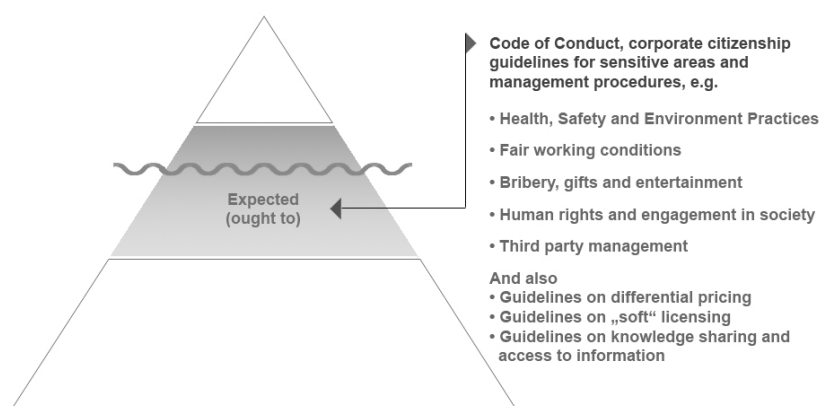 Code of Conduct, corporate citizenship
guidelines for sensitive areas and
management procedures, e.g.
• Health, Safety and Environment Practices
• Fair working conditions
• Bribery, gifts and entertainment
• Human rights and engagement in society
• Third party management
And also
• Guidelines on differential pricing
• Guidelines on „soft“ licensing
• Guidelines on knowledge sharing and
access to information
Expected
(ought to)